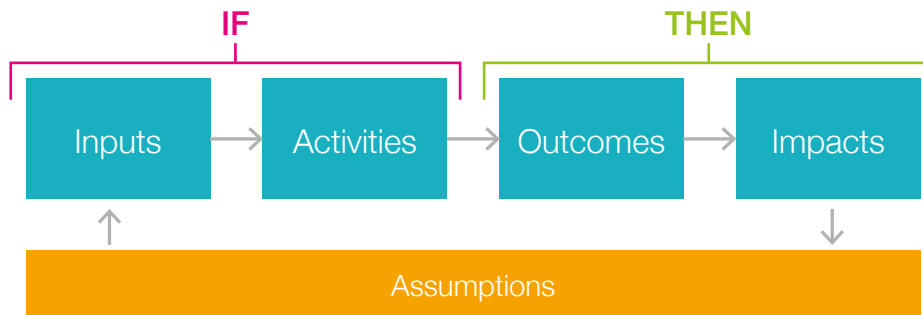 IF
THEN
Inputs
Activities
Outcomes
Impacts
Assumptions